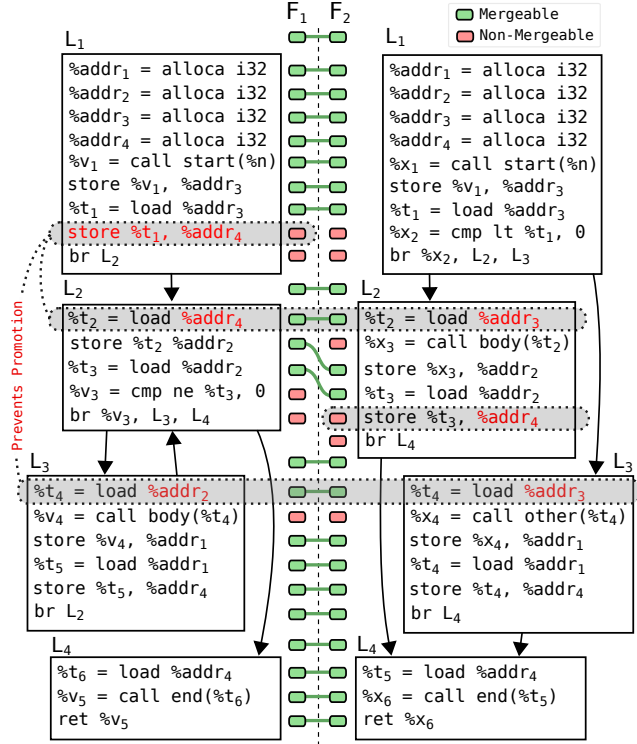 F₁ F₂
Mergeable
Non-Mergeable
L₁
%addr₁ = alloca i32
%addr₂ = alloca i32
%addr₃ = alloca i32
%addr₄ = alloca i32
%v₁ = call start(%n)
store %v₁, %addr₃
%t₁ = load %addr₃
store %t₁, %addr₄
br L₂
L₂
%t₂ = load %addr₄
store %t₂ %addr₂
%t₃ = load %addr₂
%v₃ = cmp ne %t₃, 0
br %v₃, L₃, L₄
Prevents Promotion
L₃
%t₄ = load %addr₂
%v₄ = call body(%t₄)
store %v₄, %addr₁
%t₅ = load %addr₁
store %t₅, %addr₄
br L₂
L₄
%t₆ = load %addr₄
%v₅ = call end(%t₆)
ret %v₅
L₁
%addr₁ = alloca i32
%addr₂ = alloca i32
%addr₃ = alloca i32
%addr₄ = alloca i32
%x₁ = call start(%n)
store %v₁, %addr₃
%t₁ = load %addr₃
%x₂ = cmp lt %t₁, 0
br %x₂, L₂, L₃
L₂
%t₂ = load %addr₃
%x₃ = call body(%t₂)
store %x₃, %addr₂
%t₃ = load %addr₂
store %t₃, %addr₄
br L₄
L₃
%t₄ = load %addr₃
%x₄ = call other(%t₄)
store %x₄, %addr₁
%t₄ = load %addr₁
store %t₄, %addr₄
br L₄
L₄
%t₅ = load %addr₄
%x₆ = call end(%t₅)
ret %x₆